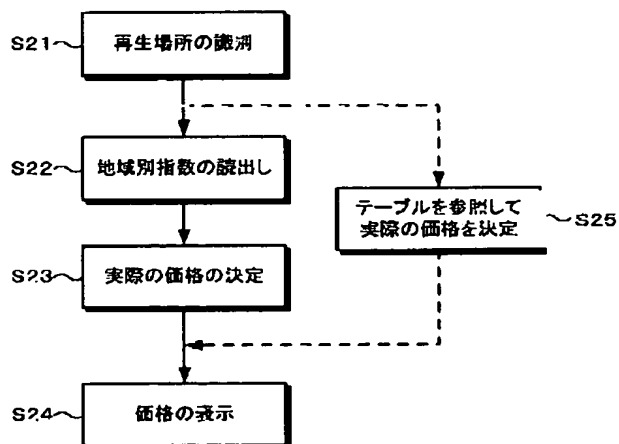 S21 再生場所の識別
S22 地域別指数の読出し
テーブルを参照して
実際の価格を決定
S25
S23 実際の価格の決定
S24 価格の表示